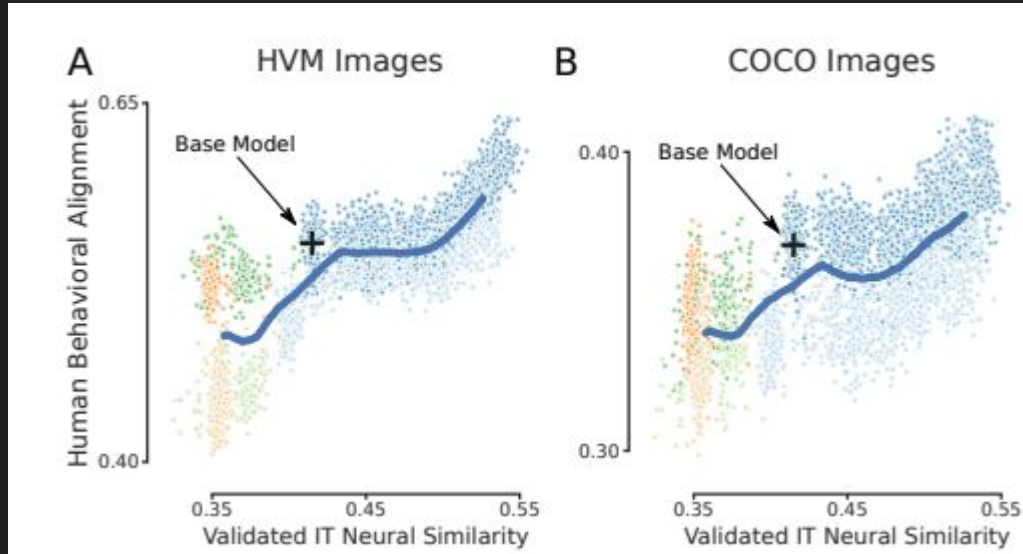 A
HVM Images
B
COCO Images
Human Behavioral Alignment
0.65
0.40
Base Model
0.35
0.45
0.55
Validated IT Neural Similarity
0.40
0.30
Base Model
0.35
0.45
0.55
Validated IT Neural Similarity